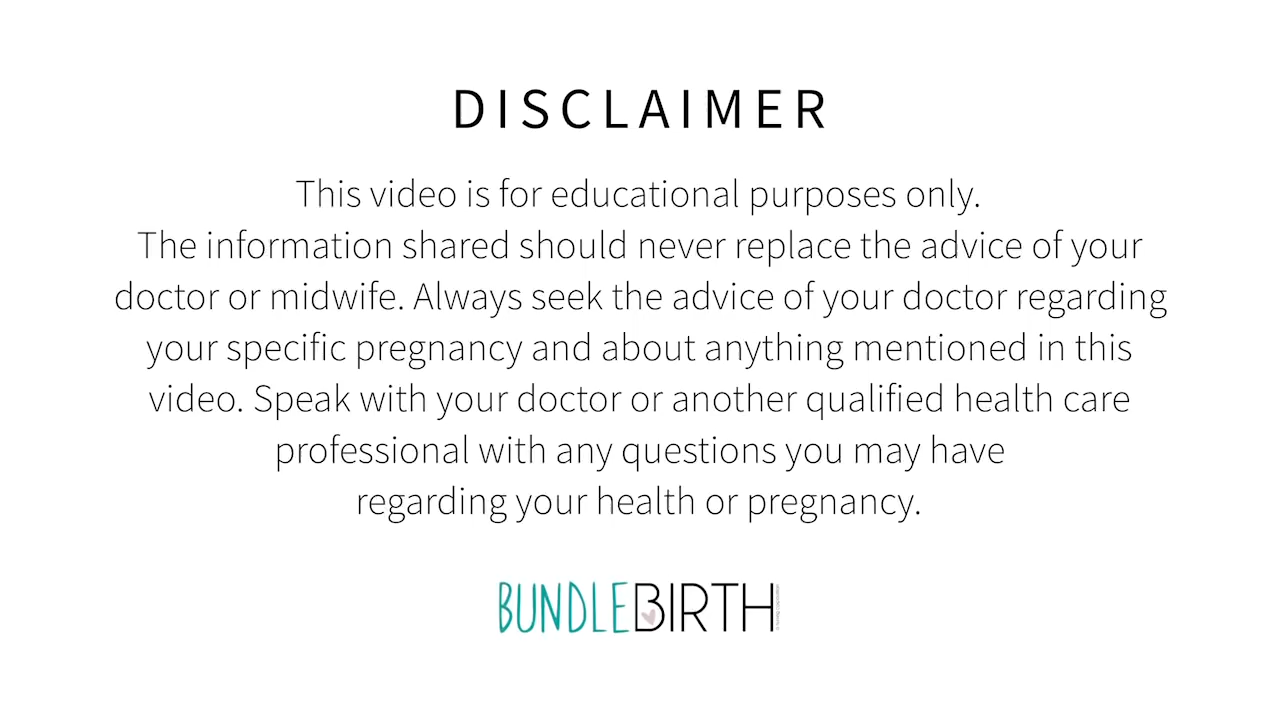 DISCLAIMER
This video is for educational purposes only.
The information shared should never replace the advice of your
doctor or midwife. Always seek the advice of your doctor regarding
your specific pregnancy and about anything mentioned in this
video. Speak with your doctor or another qualified health care
professional with any questions you may have
regarding your health or pregnancy.
BUNDLEBIRTH